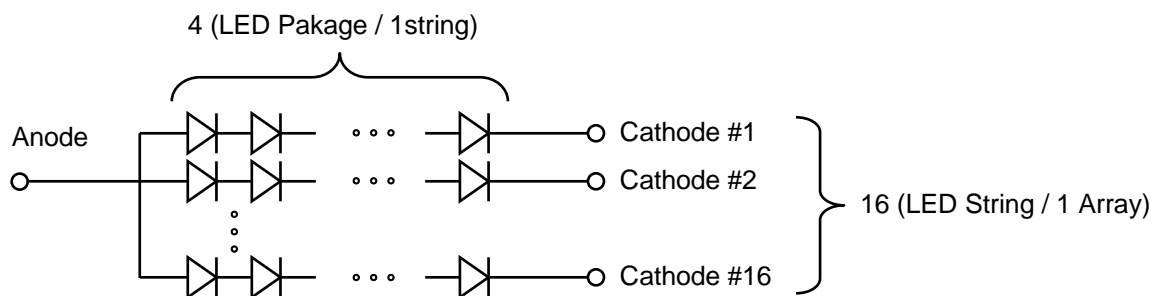 4 (LED Pakage / 1string)
Anode
Cathode #1
Cathode #2
16 (LED String / 1 Array)
Cathode #16